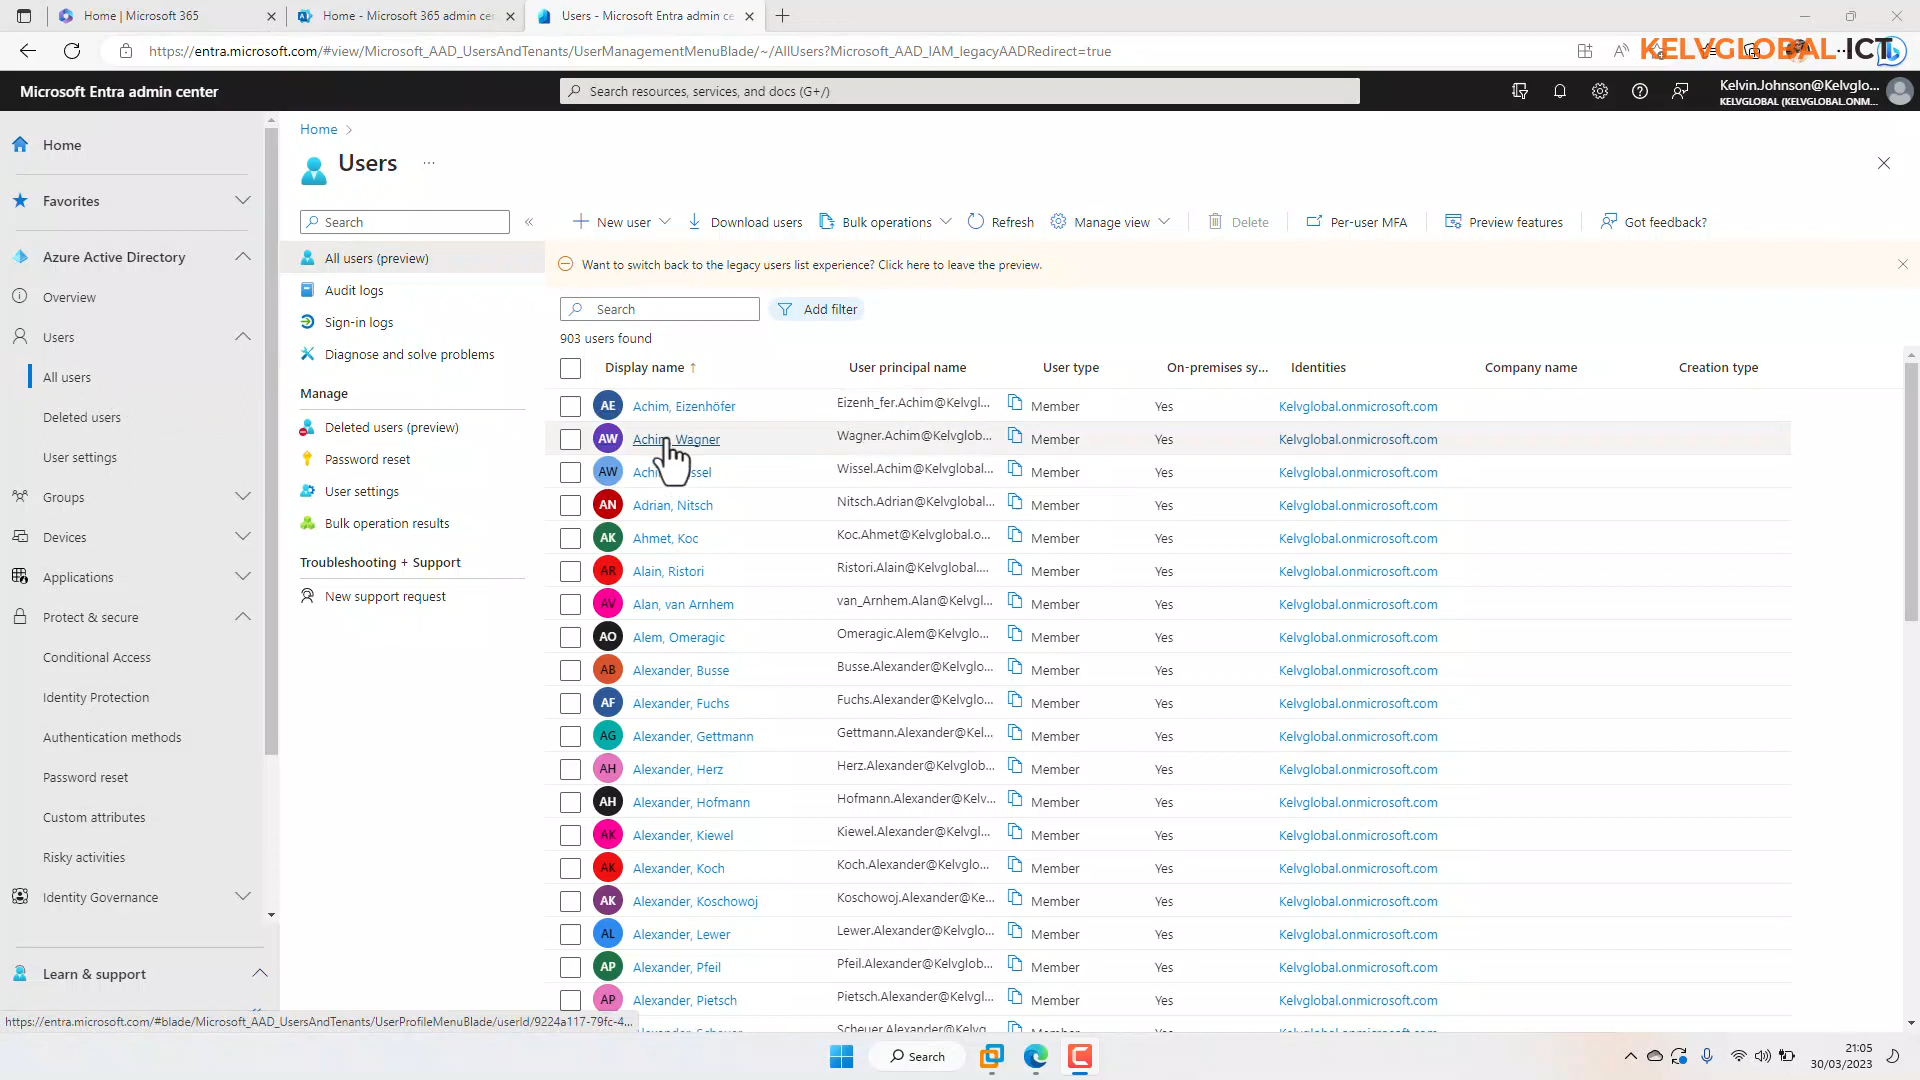 Home | Microsoft 365
Home - Microsoft 365 admin ce
Users - Microsoft Entra admin ce
https://entra.microsoft.com/#view/Microsoft_AAD_UsersAndTenants/UserManagementMenuBlade/~/AllUsers?Microsoft_AAD_IAM_legacyAADRedirect=true
KELVGLOBAL ICT
Microsoft Entra admin center
Search resources, services, and docs (G+/)
Kelvin.Johnson@Kelvglo...
KELVGLOBAL (KELVGLOBAL.ONM...
Home
Favorites
Azure Active Directory
Overview
Users
All users
Deleted users
User settings
Groups
Devices
Applications
Protect & secure
Conditional Access
Identity Protection
Authentication methods
Password reset
Custom attributes
Risky activities
Identity Governance
Learn & support
Home
Users ...
Search
All users (preview)
Audit logs
Sign-in logs
Diagnose and solve problems
Manage
Deleted users (preview)
Password reset
User settings
Bulk operation results
Troubleshooting + Support
New support request
New user Download users Bulk operations Refresh Manage view Delete Per-user MFA Preview features Got feedback?
Want to switch back to the legacy users list experience? Click here to leave the preview.
Search Add filter
903 users found
Display name ↑ User principal name User type On-premises sy... Identities Company name Creation type
AE Achim, Eizenhöfer Eizenh_fer.Achim@Kelvgl... Member Yes Kelvglobal.onmicrosoft.com
AW Achim, Wagner Wagner.Achim@Kelvglob... Member Yes Kelvglobal.onmicrosoft.com
AW Wissel.Achim@Kelvglobal... Member Yes Kelvglobal.onmicrosoft.com
AN Adrian, Nitsch Nitsch.Adrian@Kelvglobal... Member Yes Kelvglobal.onmicrosoft.com
AK Ahmet, Koc Koc.Ahmet@Kelvglobal.o... Member Yes Kelvglobal.onmicrosoft.com
AR Alain, Ristori Ristori.Alain@Kelvglobal.... Member Yes Kelvglobal.onmicrosoft.com
AV Alan, van Arnhem van_Arnhem.Alan@Kelvgl... Member Yes Kelvglobal.onmicrosoft.com
AO Alem, Omeragic Omeragic.Alem@Kelvglo... Member Yes Kelvglobal.onmicrosoft.com
AB Alexander, Busse Busse.Alexander@Kelvglo... Member Yes Kelvglobal.onmicrosoft.com
AF Alexander, Fuchs Fuchs.Alexander@Kelvglo... Member Yes Kelvglobal.onmicrosoft.com
AG Alexander, Gettmann Gettmann.Alexander@Kel... Member Yes Kelvglobal.onmicrosoft.com
AH Alexander, Herz Herz.Alexander@Kelvglob... Member Yes Kelvglobal.onmicrosoft.com
AH Alexander, Hofmann Hofmann.Alexander@Kelv... Member Yes Kelvglobal.onmicrosoft.com
AK Alexander, Kiewel Kiewel.Alexander@Kelvgl... Member Yes Kelvglobal.onmicrosoft.com
AK Alexander, Koch Koch.Alexander@Kelvglo... Member Yes Kelvglobal.onmicrosoft.com
AK Alexander, Koschowoj Koschowoj.Alexander@Ke... Member Yes Kelvglobal.onmicrosoft.com
AL Alexander, Lewer Lewer.Alexander@Kelvglo... Member Yes Kelvglobal.onmicrosoft.com
AP Alexander, Pfeil Pfeil.Alexander@Kelvglob... Member Yes Kelvglobal.onmicrosoft.com
AP Alexander, Pietsch Pietsch.Alexander@Kelvgl... Member Yes Kelvglobal.onmicrosoft.com
Scheuer.Alexander@Kelvg
https://entra.microsoft.com/#blade/Microsoft_AAD_UsersAndTenants/UserProfileMenuBlade/userId/9224a117-79fc-4...
Search
21:05
30/03/2023